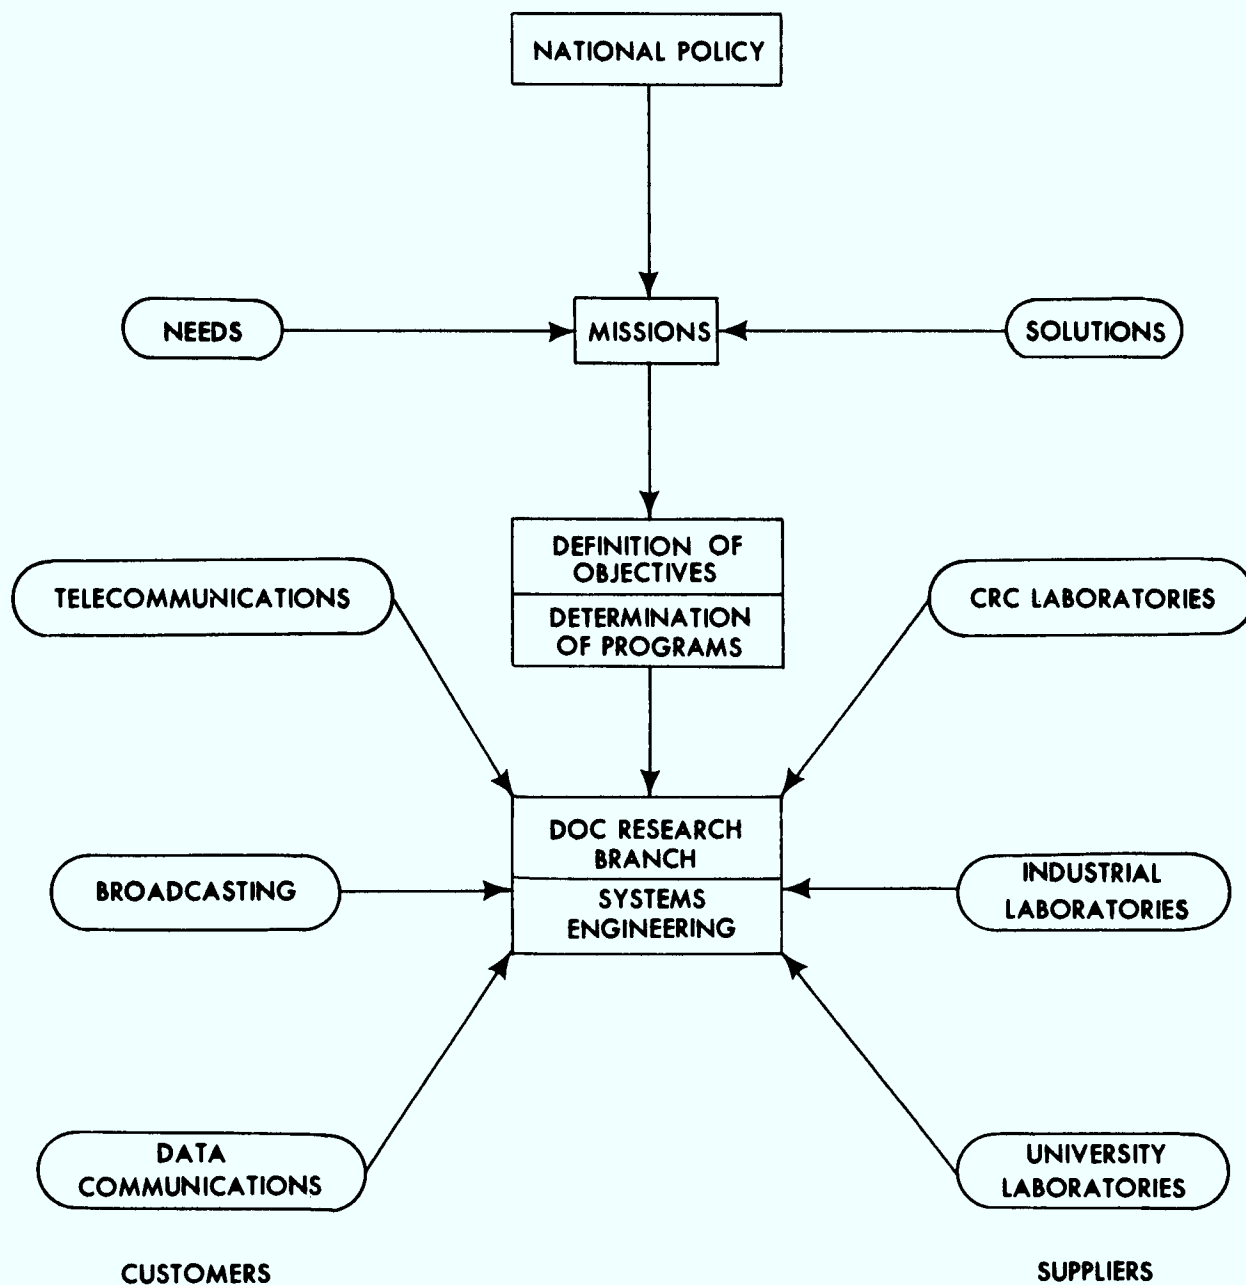 NATIONAL POLICY
NEEDS
MISSIONS
SOLUTIONS
DEFINITION OF
OBJECTIVES
TELECOMMUNICATIONS
CRC LABORATORIES
DETERMINATION
OF PROGRAMS
DOC RESEARCH
BRANCH
BROADCASTING
INDUSTRIAL
LABORATORIES
SYSTEMS
ENGINEERING
DATA
COMMUNICATIONS
UNIVERSITY
LABORATORIES
CUSTOMERS
SUPPLIERS